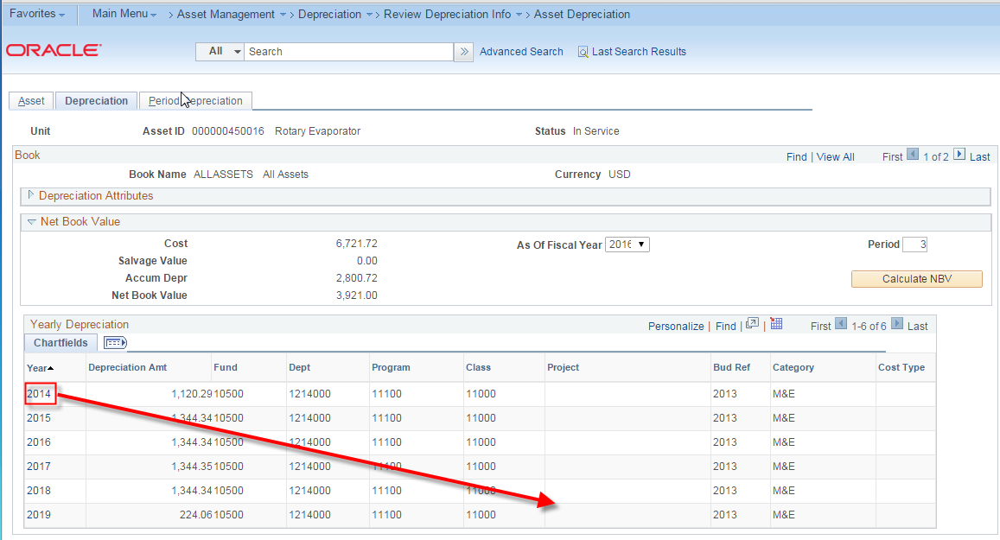 Favorites Main Menu > Asset Management > Depreciation > Review Depreciation Info > Asset Depreciation
ORACLE All Search Advanced Search Last Search Results
Asset Depreciation Period Depreciation
Unit Asset ID 000000450016 Rotary Evaporator Status In Service
Book Find | View All First 1 of 2 Last
Book Name ALLASSETS All Assets Currency USD
Depreciation Attributes
Net Book Value
Cost 6,721.72 As Of Fiscal Year 2016 Period 3
Salvage Value 0.00
Accum Depr 2,800.72 Calculate NBV
Net Book Value 3,921.00
Yearly Depreciation Personalize | Find | | First 1-6 of 6 Last
Chartfields
Year Depreciation Amt Fund Dept Program Class Project Bud Ref Category Cost Type
2014 1,120.29 10500 1214000 11100 11000 2013 M&E
2015 1,344.34 10500 1214000 11100 11000 2013 M&E
2016 1,344.34 10500 1214000 11100 11000 2013 M&E
2017 1,344.35 10500 1214000 11100 11000 2013 M&E
2018 1,344.34 10500 1214000 11100 11000 2013 M&E
2019 224.06 10500 1214000 11100 11000 2013 M&E